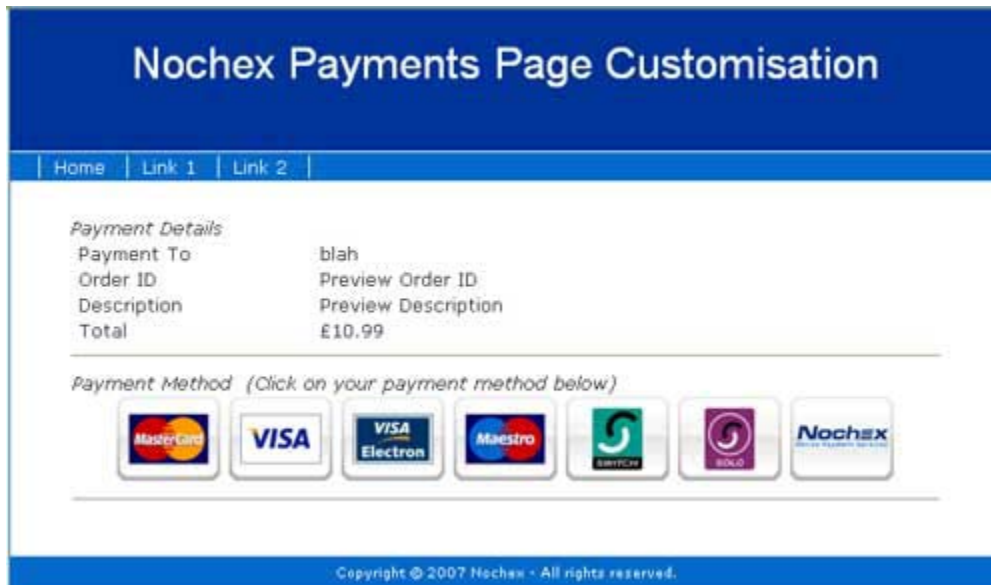 Nochex Payments Page Customisation
Home Link 1 Link 2
Payment Details
Payment To blah
Order ID Preview Order ID
Description Preview Description
Total £10.99
Payment Method (Click on your payment method below)
MasterCard VISA VISA Electron Maestro SWITCH SOLO Nochex
Copyright © 2007 Nochex - All rights reserved.